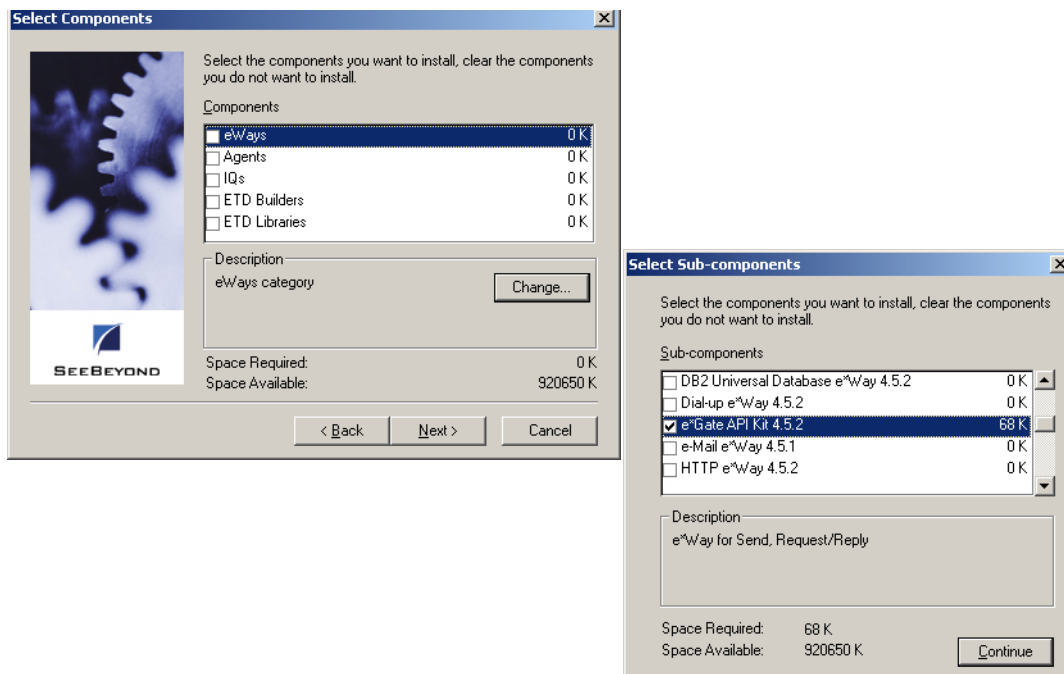 Select Components
Select the components you want to install, clear the components
you do not want to install.
Components
eWays 0 K
Agents 0 K
IQs 0 K
ETD Builders 0 K
ETD Libraries 0 K
Description
eWays category
Change...
SEEBEYOND
Space Required: 0 K
Space Available: 920650 K
< Back
Next >
Cancel
Select Sub-components
Select the components you want to install, clear the components
you do not want to install.
Sub-components
DB2 Universal Database e*Way 4.5.2 0 K
Dial-up e*Way 4.5.2 0 K
e*Gate API Kit 4.5.2 68 K
e-Mail e*Way 4.5.1 0 K
HTTP e*Way 4.5.2 0 K
Description
e*Way for Send, Request/Reply
Space Required: 68 K
Space Available: 920650 K
Continue